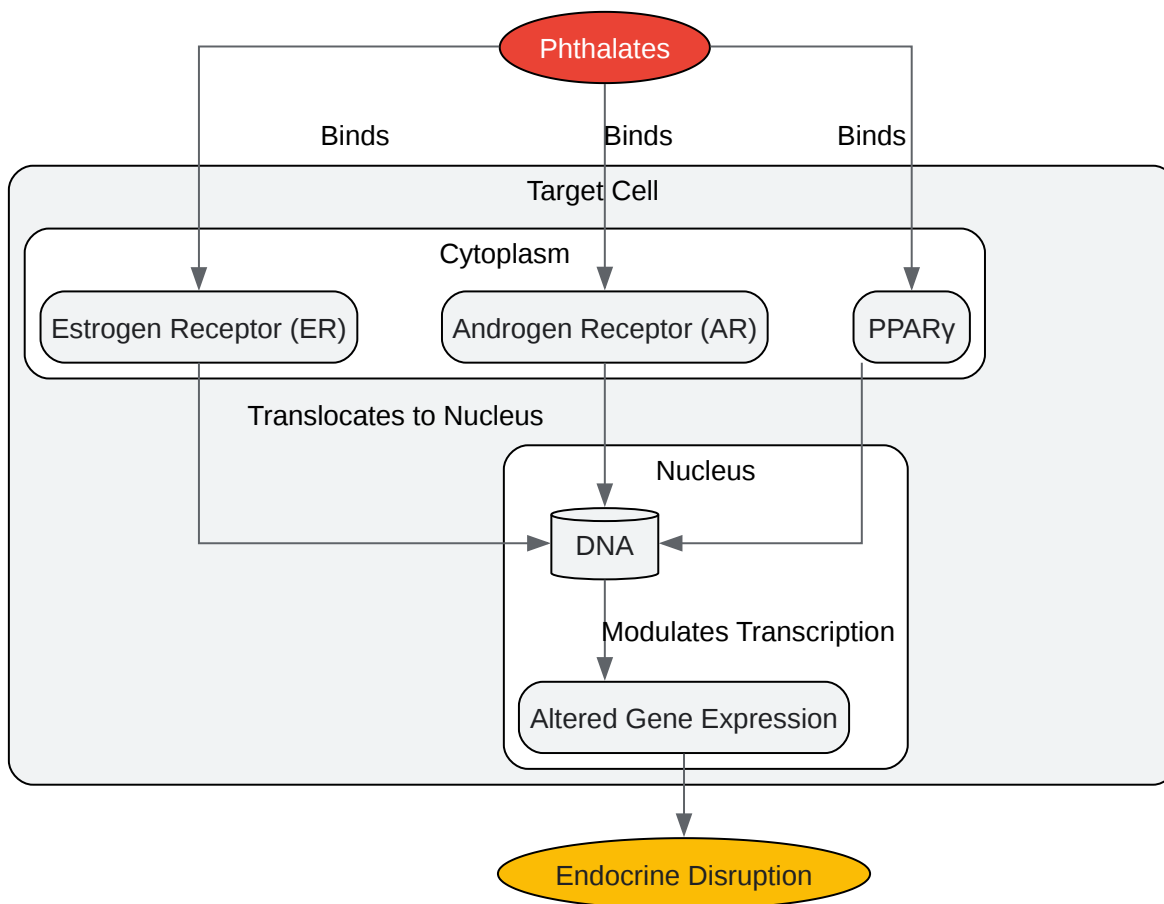 Phthalates
Binds
Binds
Binds
Target Cell
Cytoplasm
Estrogen Receptor (ER)
Androgen Receptor (AR)
PPARγ
Translocates to Nucleus
Nucleus
DNA
Modulates Transcription
Altered Gene Expression
Endocrine Disruption